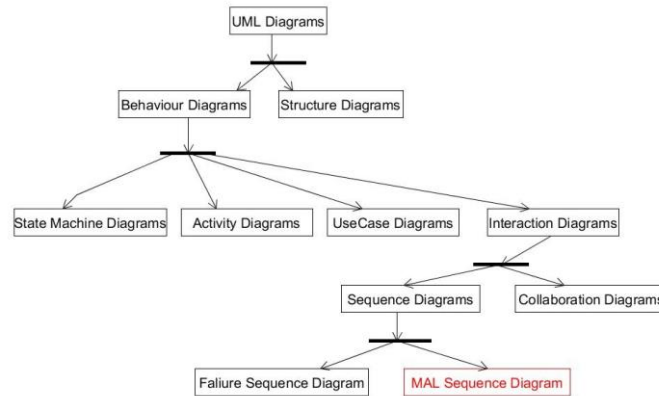 UML Diagrams
Behaviour Diagrams
Structure Diagrams
State Machine Diagrams
Activity Diagrams
UseCase Diagrams
Interaction Diagrams
Sequence Diagrams
Collaboration Diagrams
Faliure Sequence Diagram
MAL Sequence Diagram